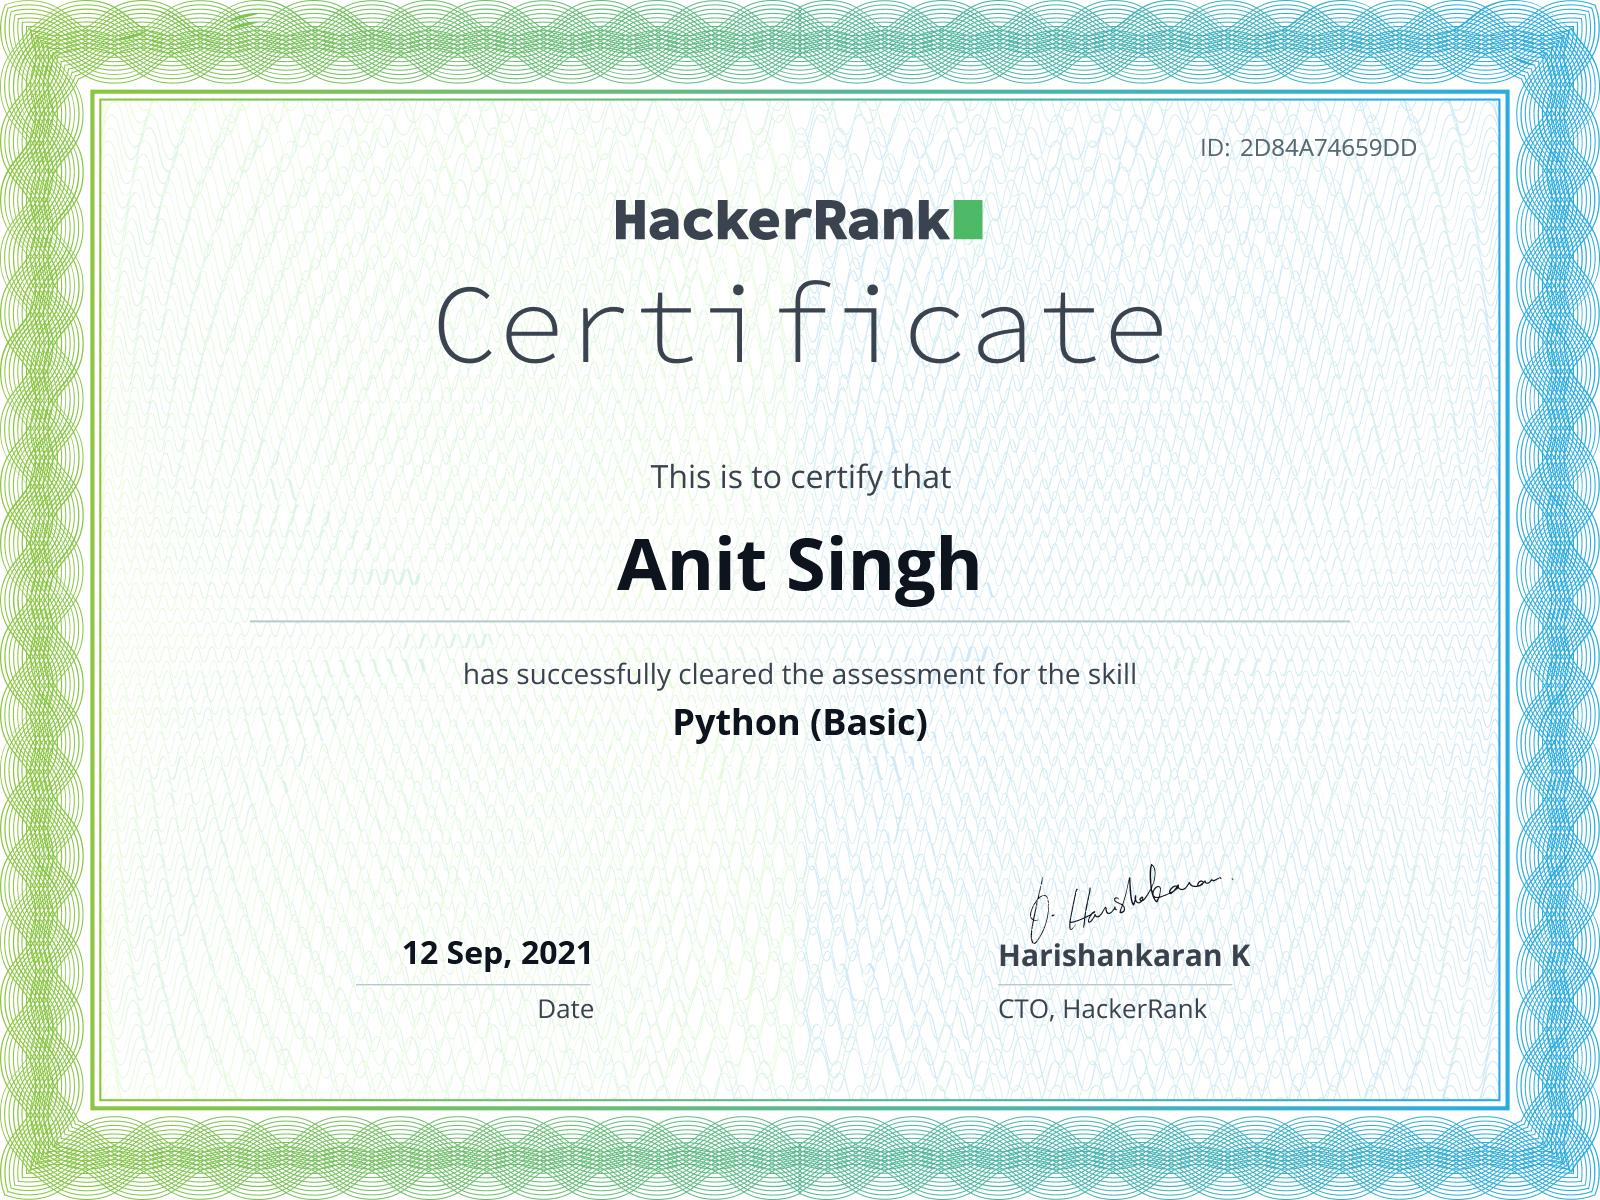 ID: 2D84A74659DD
HackerRank
Certificate
This is to certify that
Anit Singh
has successfully cleared the assessment for the skill
Python (Basic)
J. Harishankaran
12 Sep, 2021
Harishankaran K
Date
CTO, HackerRank